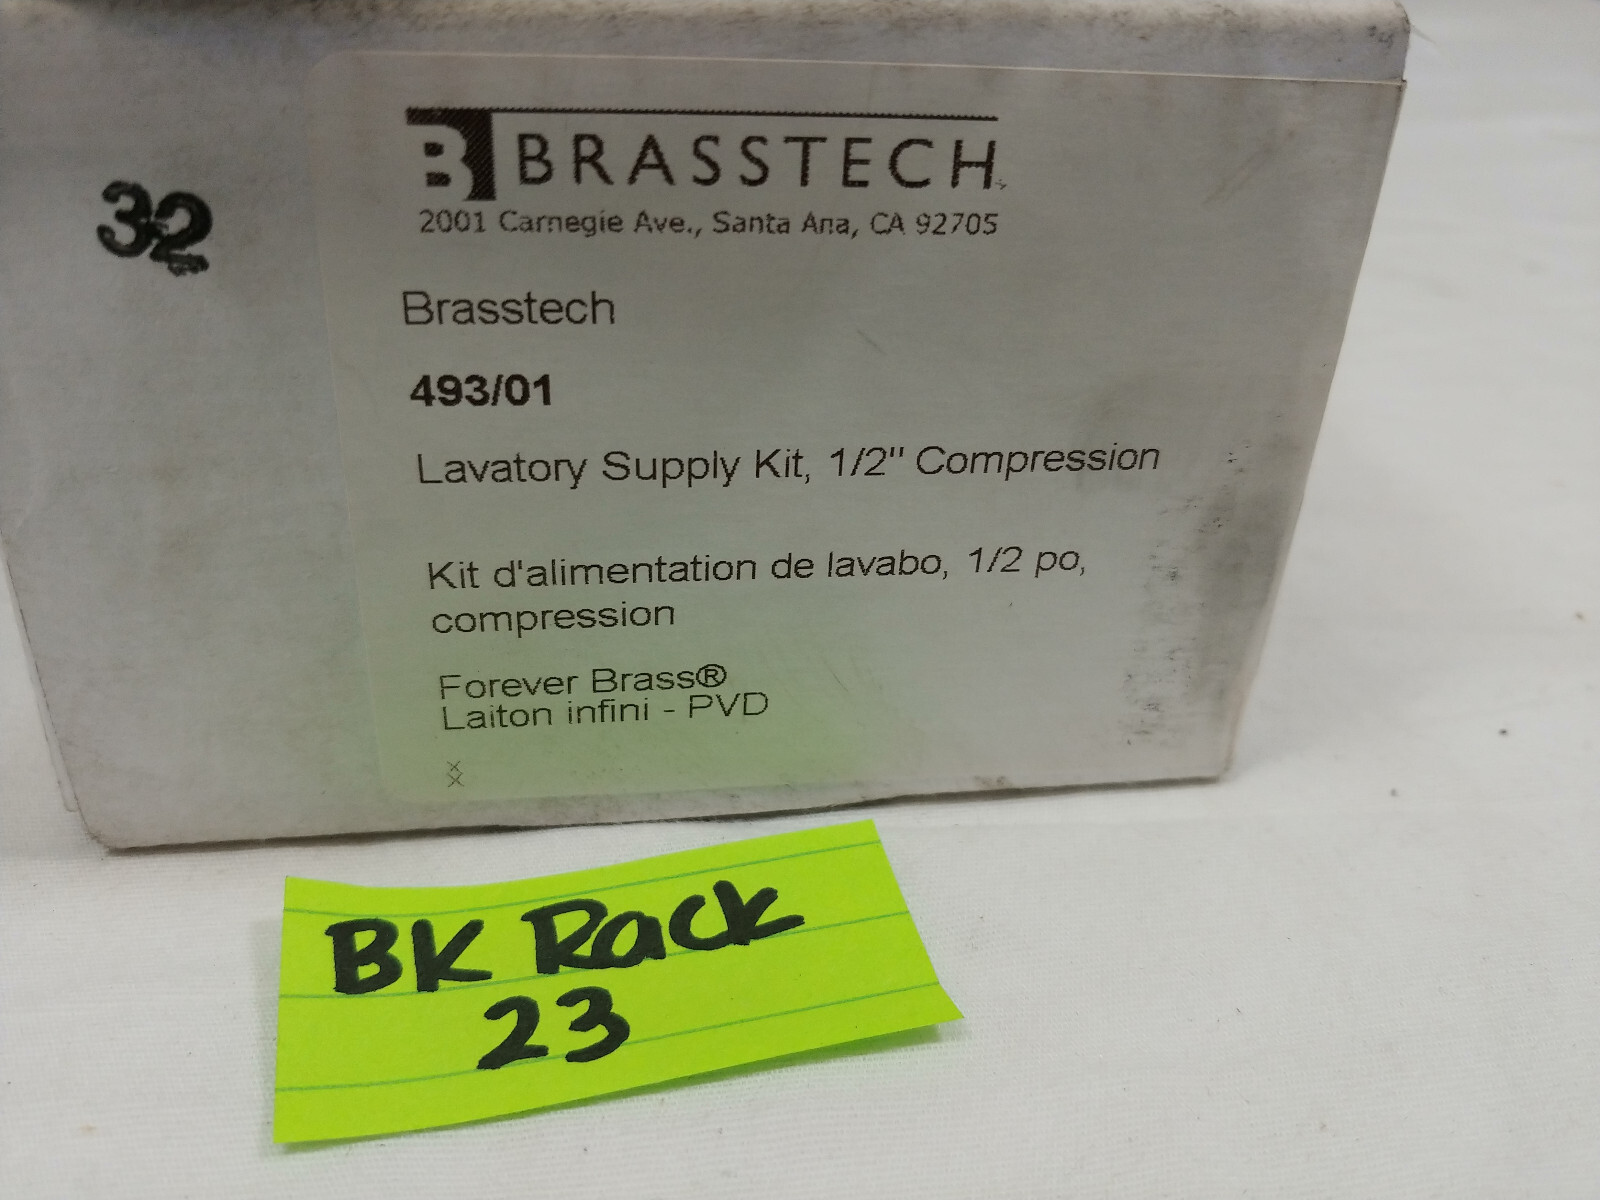 32
B BRASSTECH
2001 Carnegie Ave., Santa Ana, CA 92705
Brasstech
493/01
Lavatory Supply Kit, 1/2" Compression
Kit d'alimentation de lavabo, 1/2 po,
compression
Forever Brass®
Laiton infini - PVD
x
x
BK Rack
23